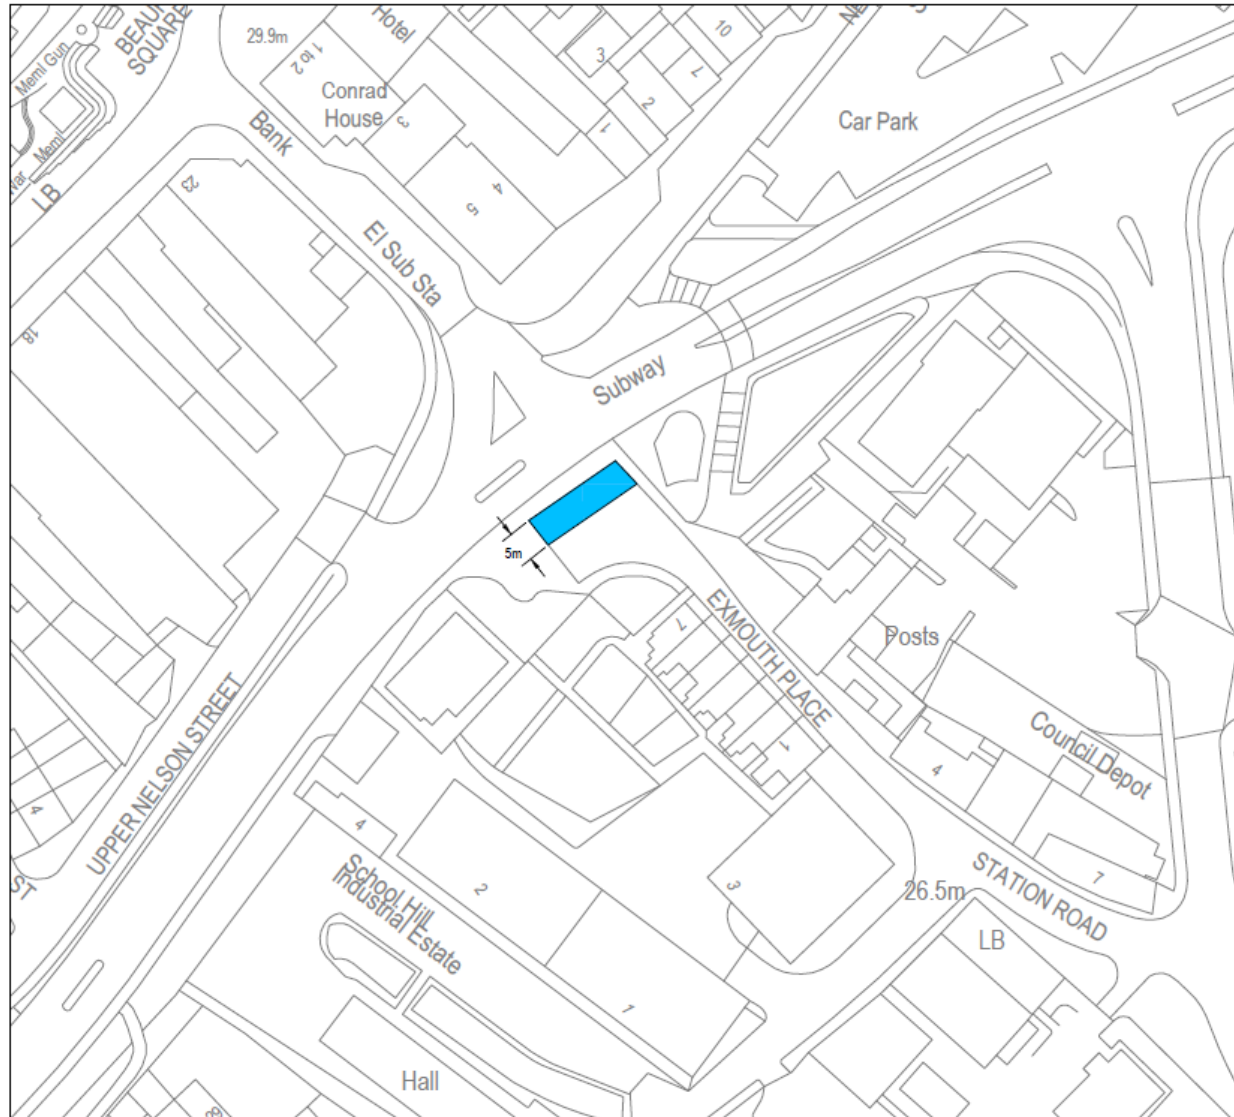 BEAU
SQUARE
Meml Gun
Meml
War
LB
29.9m
1 to 2
Hotel
Conrad
House
3
4
5
Bank
El Sub Sta
23
18
3
2
1
10
7
Car Park
Subway
5m
EXMOUTH PLACE
7
1
Posts
Council Depot
4
7
STATION ROAD
26.5m
LB
UPPER NELSON STREET
4
ST
4
School Hill
Industrial Estate
2
1
3
Hall
29